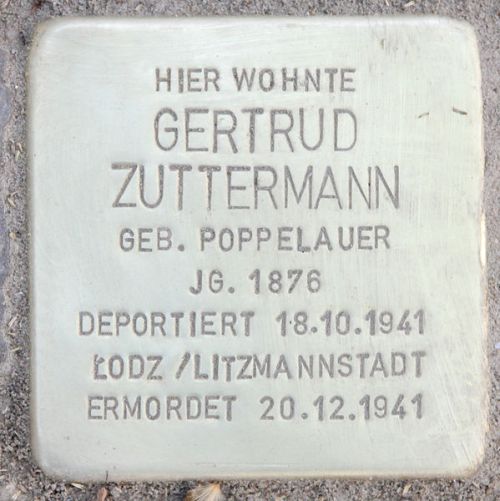 HIER WOHNTE
GERTRUD
ZUTTERMANN
GEB. POPPELAUER
JG. 1876
DEPORTIERT 18.10.1941
ŁODZ /LITZMANNSTADT
ERMORDET 20.12.1941